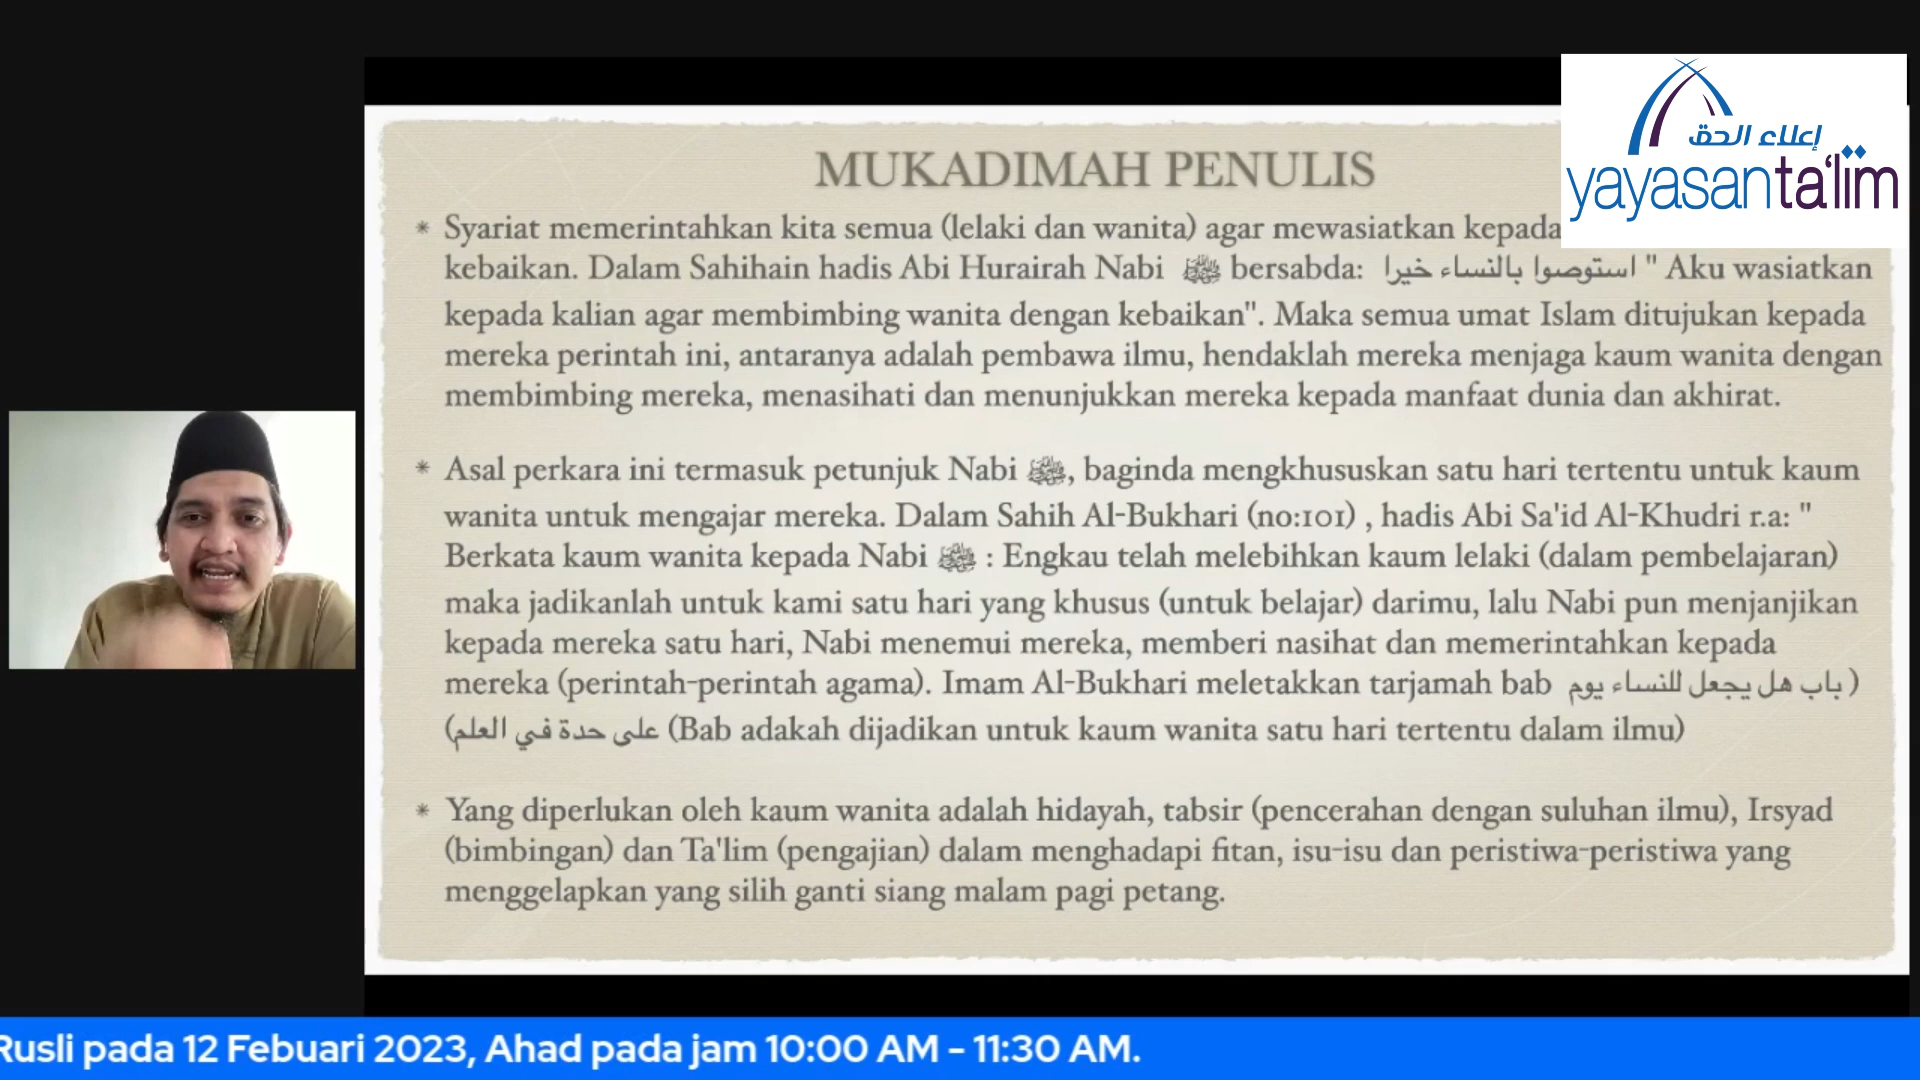 MUKADIMAH PENULIS
* Syariat memerintahkan kita semua (lelaki dan wanita) agar mewasiatkan kepada
kebaikan. Dalam Sahihain hadis Abi Hurairah Nabi ﷺ bersabda: استوصوا بالنساء خيرا " Aku wasiatkan
kepada kalian agar membimbing wanita dengan kebaikan". Maka semua umat Islam ditujukan kepada
mereka perintah ini, antaranya adalah pembawa ilmu, hendaklah mereka menjaga kaum wanita dengan
membimbing mereka, menasihati dan menunjukkan mereka kepada manfaat dunia dan akhirat.
* Asal perkara ini termasuk petunjuk Nabi ﷺ, baginda mengkhususkan satu hari tertentu untuk kaum
wanita untuk mengajar mereka. Dalam Sahih Al-Bukhari (no:101) , hadis Abi Sa'id Al-Khudri r.a: "
Berkata kaum wanita kepada Nabi ﷺ : Engkau telah melebihkan kaum lelaki (dalam pembelajaran)
maka jadikanlah untuk kami satu hari yang khusus (untuk belajar) darimu, lalu Nabi pun menjanjikan
kepada mereka satu hari, Nabi menemui mereka, memberi nasihat dan memerintahkan kepada
mereka (perintah-perintah agama). Imam Al-Bukhari meletakkan tarjamah bab (باب هل يجعل للنساء يوم
على حدة في العلم) (Bab adakah dijadikan untuk kaum wanita satu hari tertentu dalam ilmu)
* Yang diperlukan oleh kaum wanita adalah hidayah, tabsir (pencerahan dengan suluhan ilmu), Irsyad
(bimbingan) dan Ta'lim (pengajian) dalam menghadapi fitan, isu-isu dan peristiwa-peristiwa yang
menggelapkan yang silih ganti siang malam pagi petang.
إعلاء الحق
yayasanta'lim
Rusli pada 12 Febuari 2023, Ahad pada jam 10:00 AM - 11:30 AM.